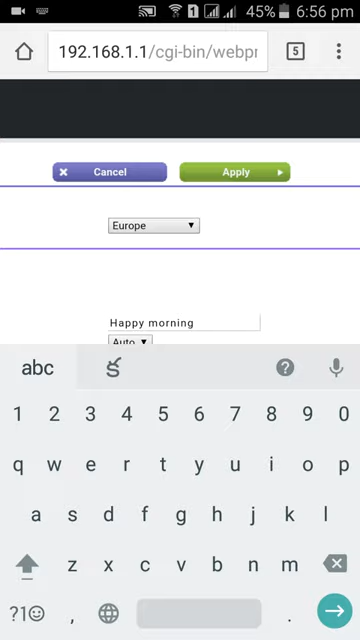 1 45% 6:56 pm
192.168.1.1/cgi-bin/webpr 5
Cancel Apply
Europe
Happy morning
Auto
abc క
1 2 3 4 5 6 7 8 9 0
q w e r t y u i o p
a s d f g h j k l
z x c v b n m
?1 , .